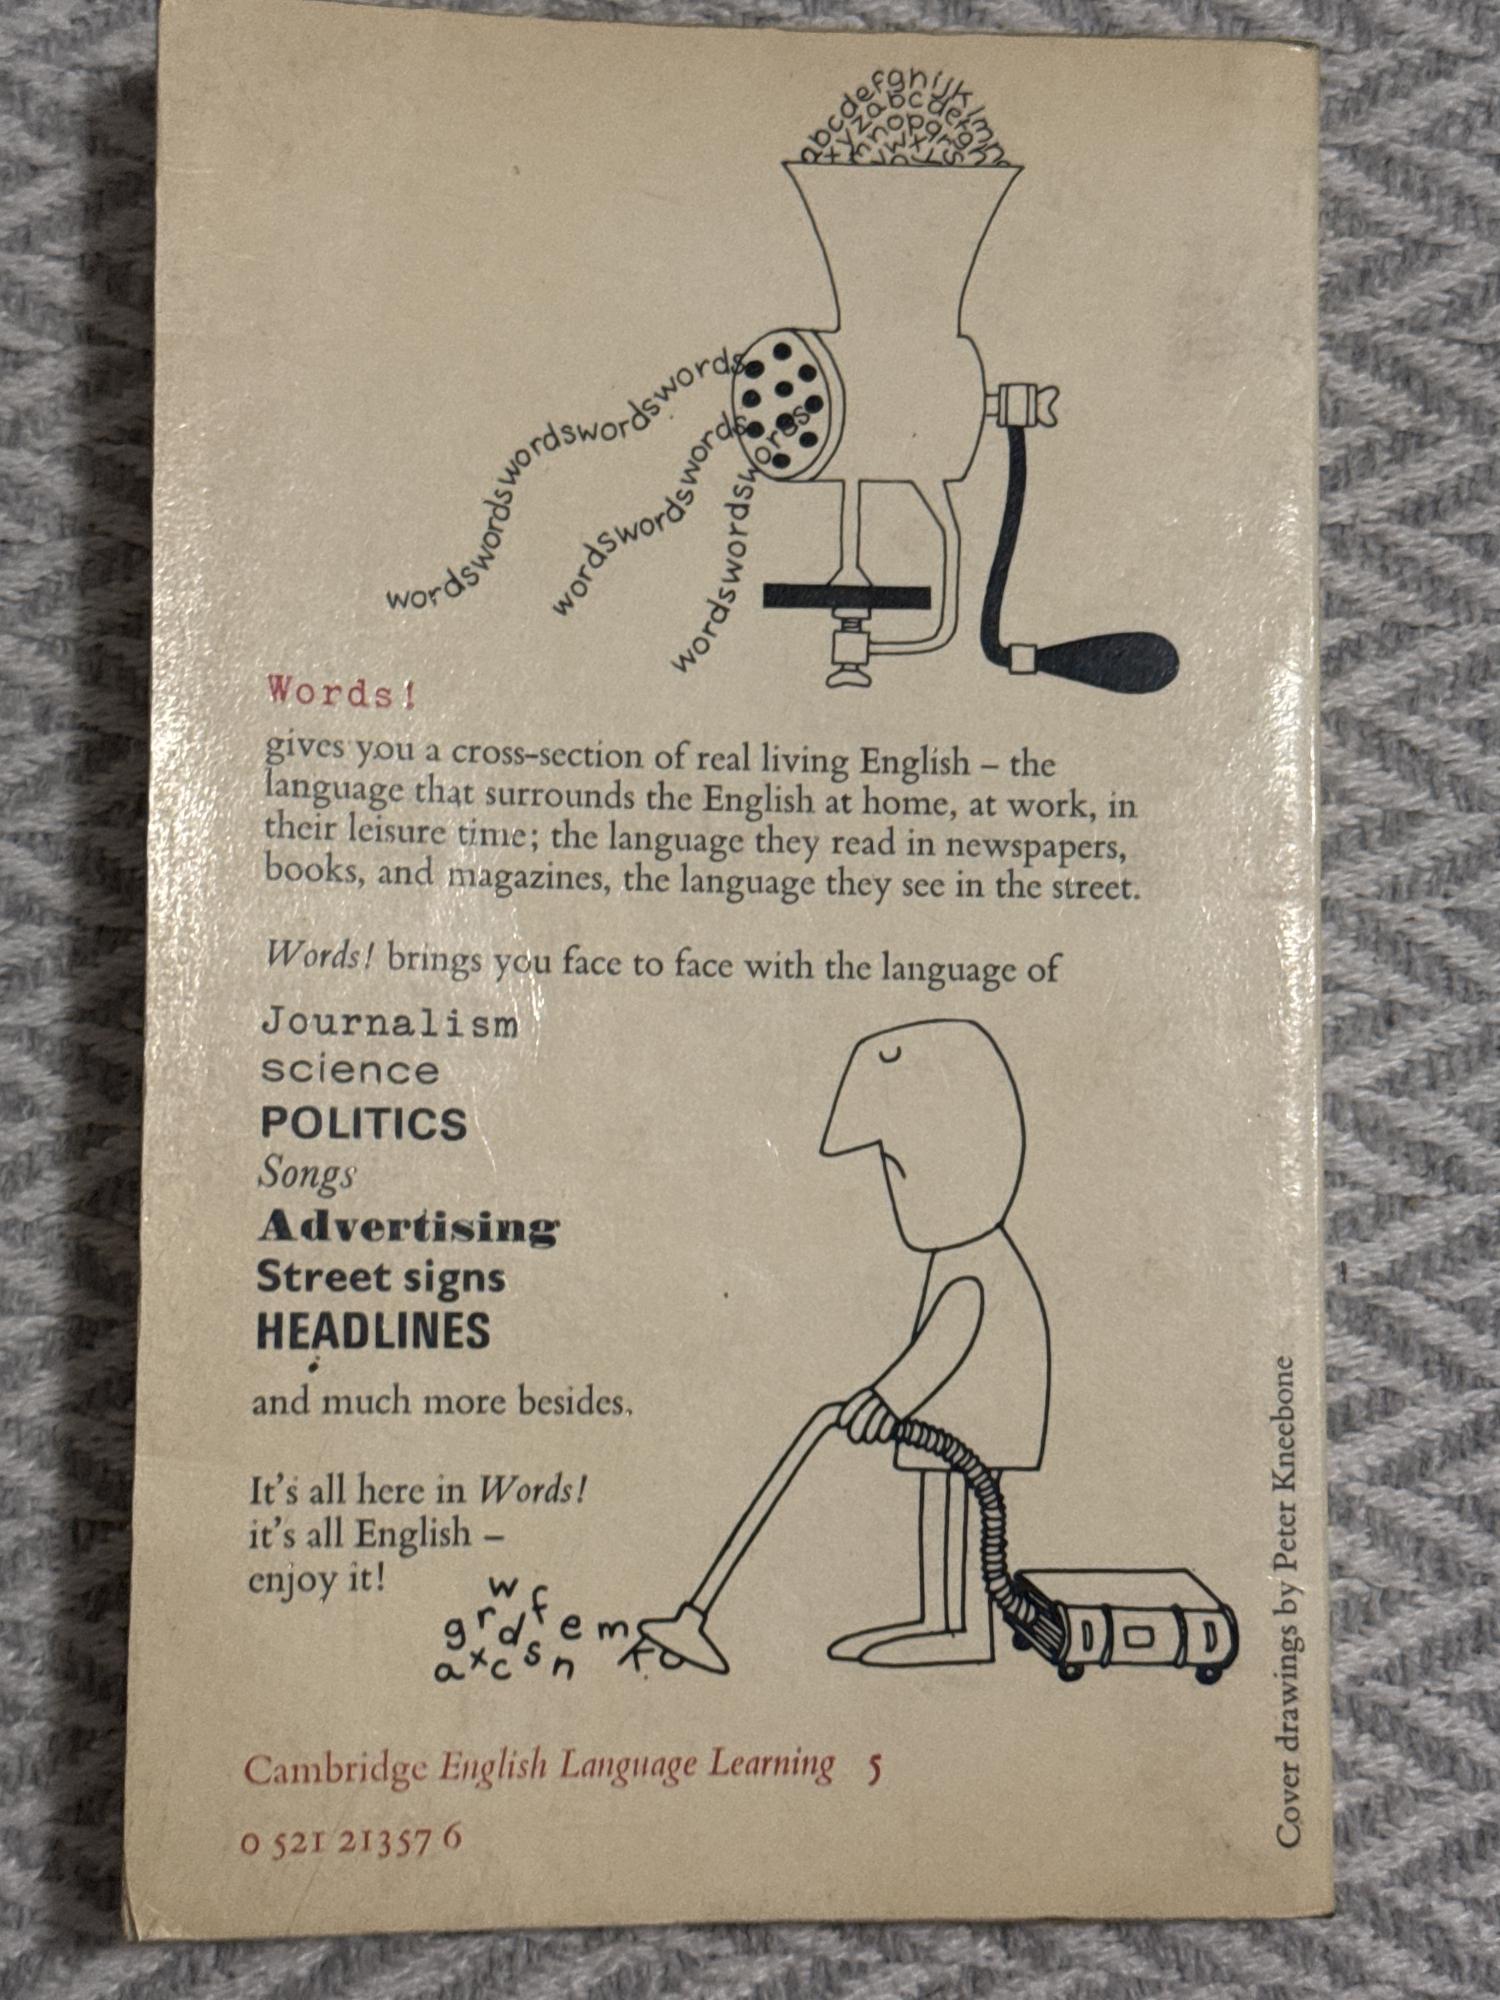 wordswordswordswordswords
wordswordswords
wordswordswords
Words!
gives you a cross-section of real living English – the
language that surrounds the English at home, at work, in
their leisure time; the language they read in newspapers,
books, and magazines, the language they see in the street.
Words! brings you face to face with the language of
Journalism
science
POLITICS
Songs
Advertising
Street signs
HEADLINES
and much more besides.
It's all here in Words!
it's all English –
enjoy it!
w f
g r d e m
a x c s n
Cambridge English Language Learning 5
0 521 21357 6
Cover drawings by Peter Kneebone